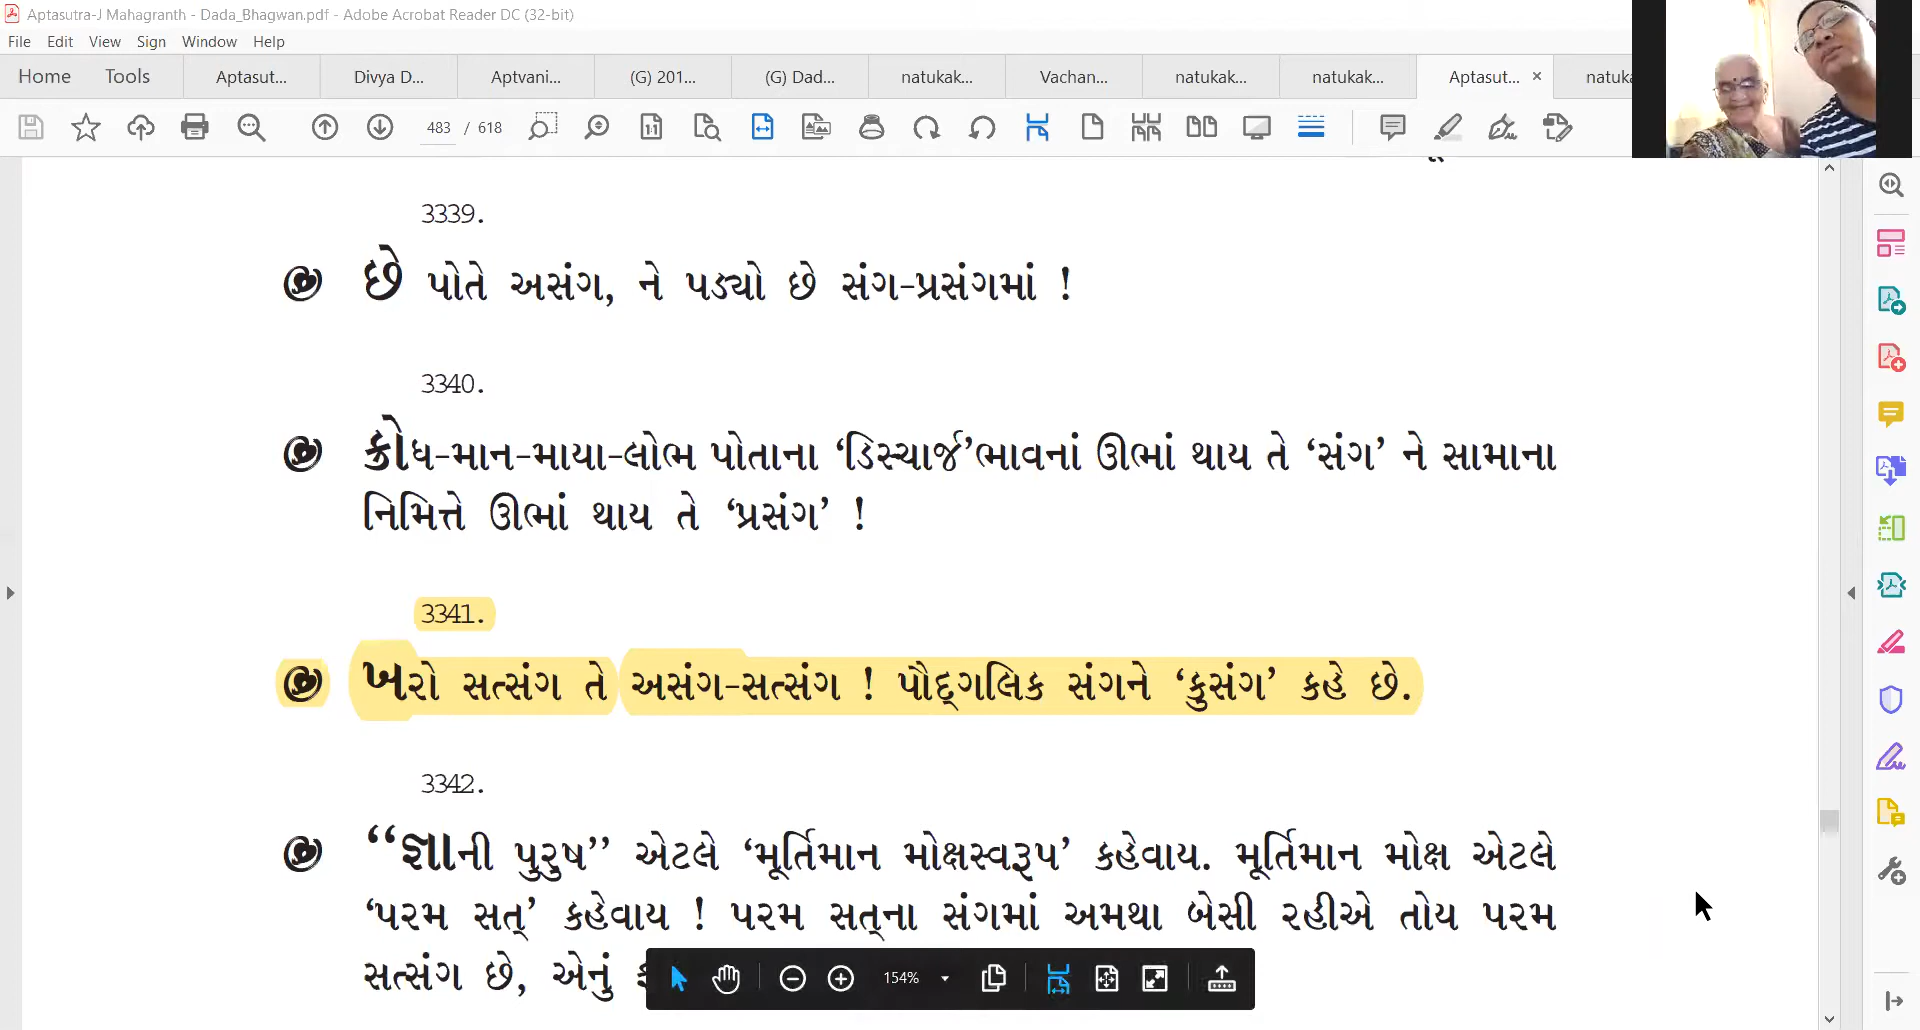 Aptasutra-J Mahagranth - Dada_Bhagwan.pdf - Adobe Acrobat Reader DC (32-bit)
File Edit View Sign Window Help
Home Tools Aptasut... Divya D... Aptvani... (G) 201... (G) Dad... natukak... Vachan... natukak... natukak... Aptasut... × natuka
483 / 618
3339.
છે પોતે અસંગ, ને પડ્યો છે સંગ-પ્રસંગમાં !
3340.
ક્રોધ-માન-માયા-લોભ પોતાના ‘ડિસ્ચાર્જ’ભાવનાં ઊભાં થાય તે ‘સંગ’ ને સામાના
નિમિત્તે ઊભાં થાય તે ‘પ્રસંગ’ !
3341.
ખરો સત્સંગ તે અસંગ-સત્સંગ ! પૌદ્ગલિક સંગને ‘કુસંગ’ કહે છે.
3342.
‘‘જ્ઞાની પુરુષ’’ એટલે ‘મૂર્તિમાન મોક્ષસ્વરૂપ’ કહેવાય. મૂર્તિમાન મોક્ષ એટલે
‘પરમ સત્’ કહેવાય ! પરમ સત્ના સંગમાં અમથા બેસી રહીએ તોય પરમ
સત્સંગ છે, એનું
154%